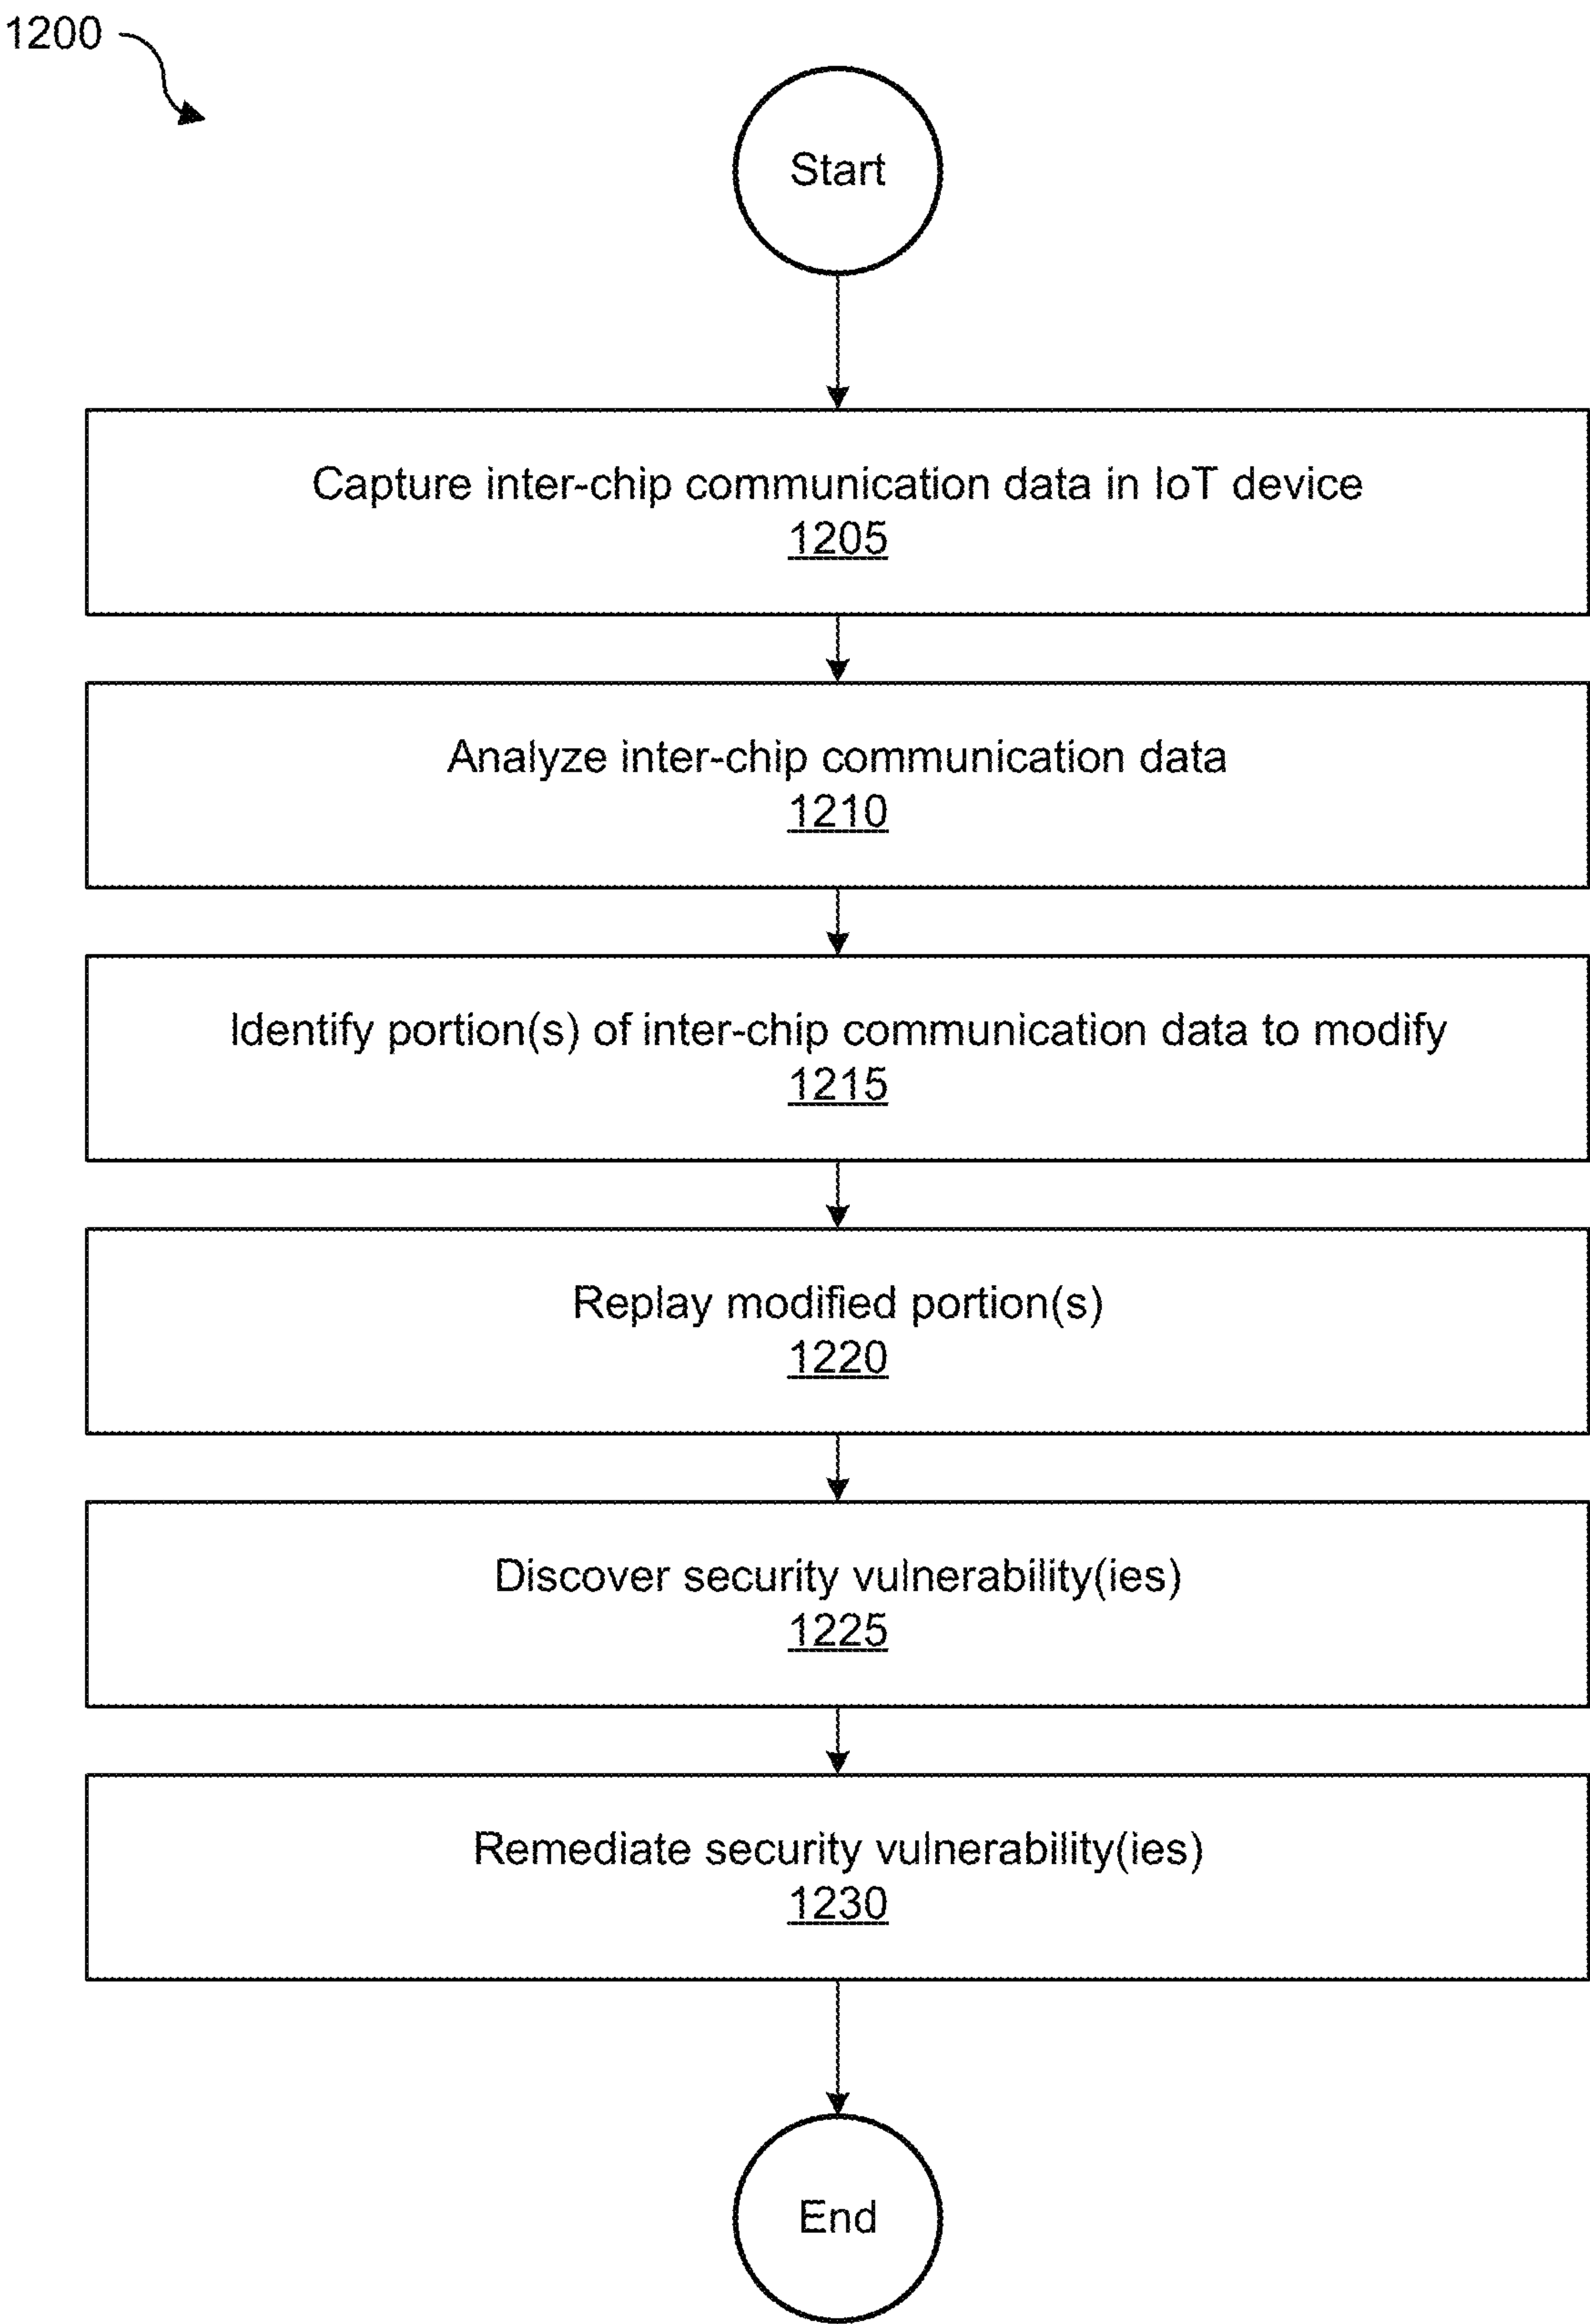 1200
Start
Capture inter-chip communication data in IoT device
1205
Analyze inter-chip communication data
1210
Identify portion(s) of inter-chip communication data to modify
1215
Replay modified portion(s)
1220
Discover security vulnerability(ies)
1225
Remediate security vulnerability(ies)
1230
End